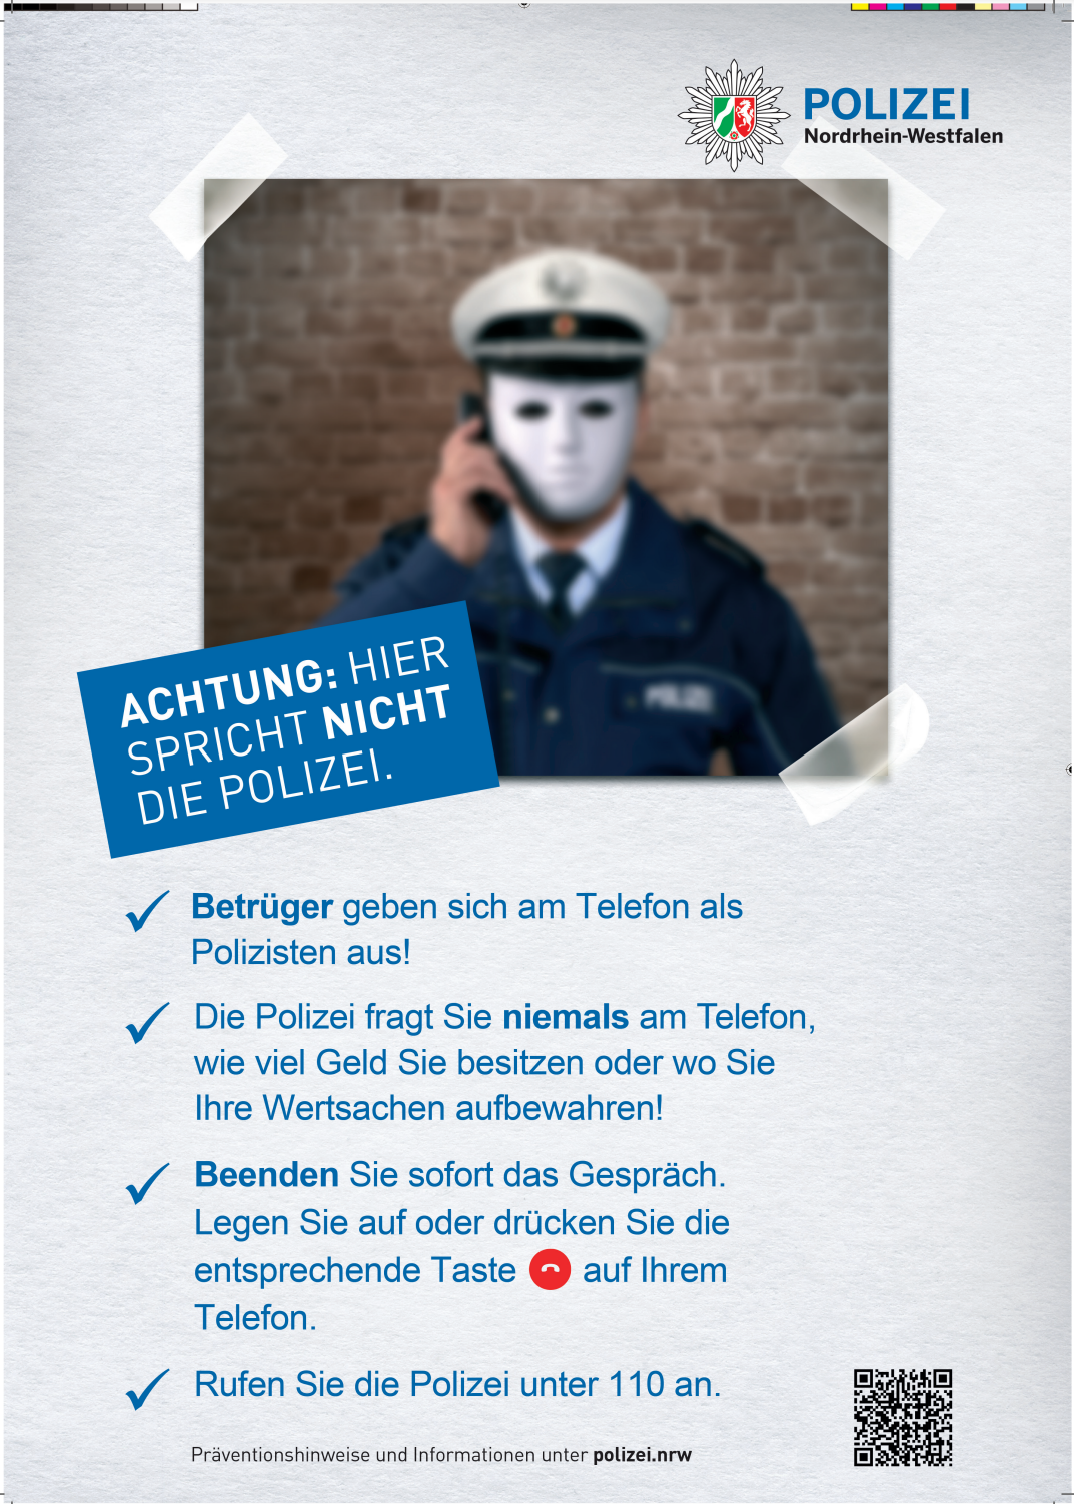 POLIZEI
Nordrhein-Westfalen
POLIZEI
ACHTUNG: HIER
SPRICHT NICHT
DIE POLIZEI.
Betrüger geben sich am Telefon als
Polizisten aus!
Die Polizei fragt Sie niemals am Telefon,
wie viel Geld Sie besitzen oder wo Sie
Ihre Wertsachen aufbewahren!
Beenden Sie sofort das Gespräch.
Legen Sie auf oder drücken Sie die
entsprechende Taste auf Ihrem
Telefon.
Rufen Sie die Polizei unter 110 an.
Präventionshinweise und Informationen unter polizei.nrw